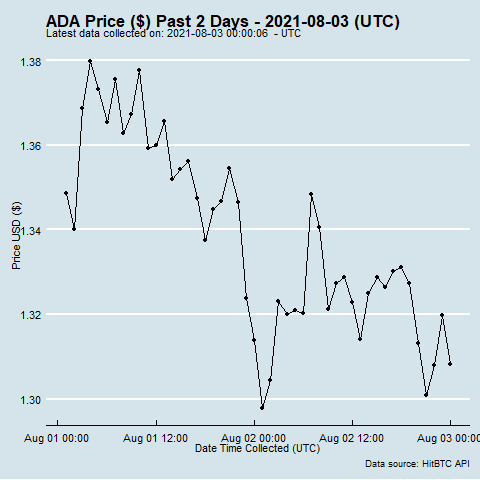 ADA Price ($) Past 2 Days - 2021-08-03 (UTC)
Latest data collected on: 2021-08-03 00:00:06 - UTC
1.38
1.36
1.34
1.32
1.30
Price USD ($)
Aug 01 00:00 Aug 01 12:00 Aug 02 00:00 Aug 02 12:00 Aug 03 00:00
Date Time Collected (UTC)
Data source: HitBTC API